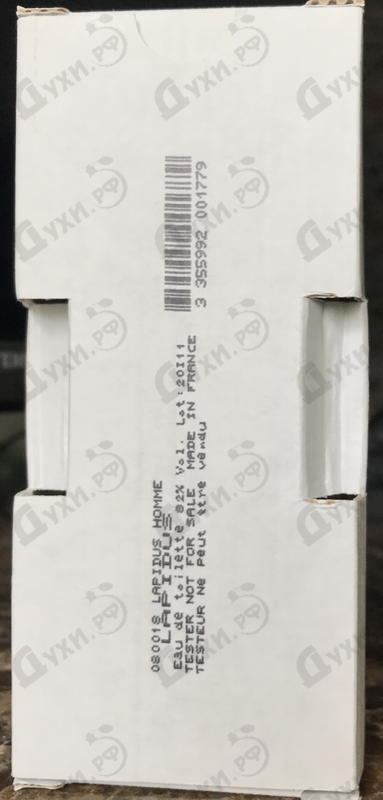 080018 LAPIDUS HOMME
LAPIDUS
Eau de toilette 82% Vol. Lot:20I11
TESTER NOT FOR SALE MADE IN FRANCE
TESTEUR Ne Peut être vendu
3 355992 001779
Духи.рф